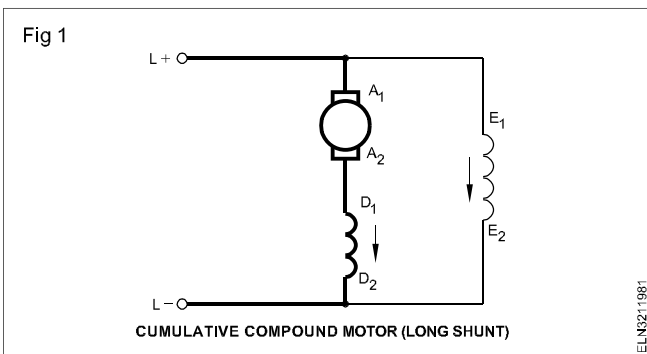 Fig 1
L +
A1
A2
E1
D1
E2
D2
L −
CUMULATIVE COMPOUND MOTOR (LONG SHUNT)
ELN3211981